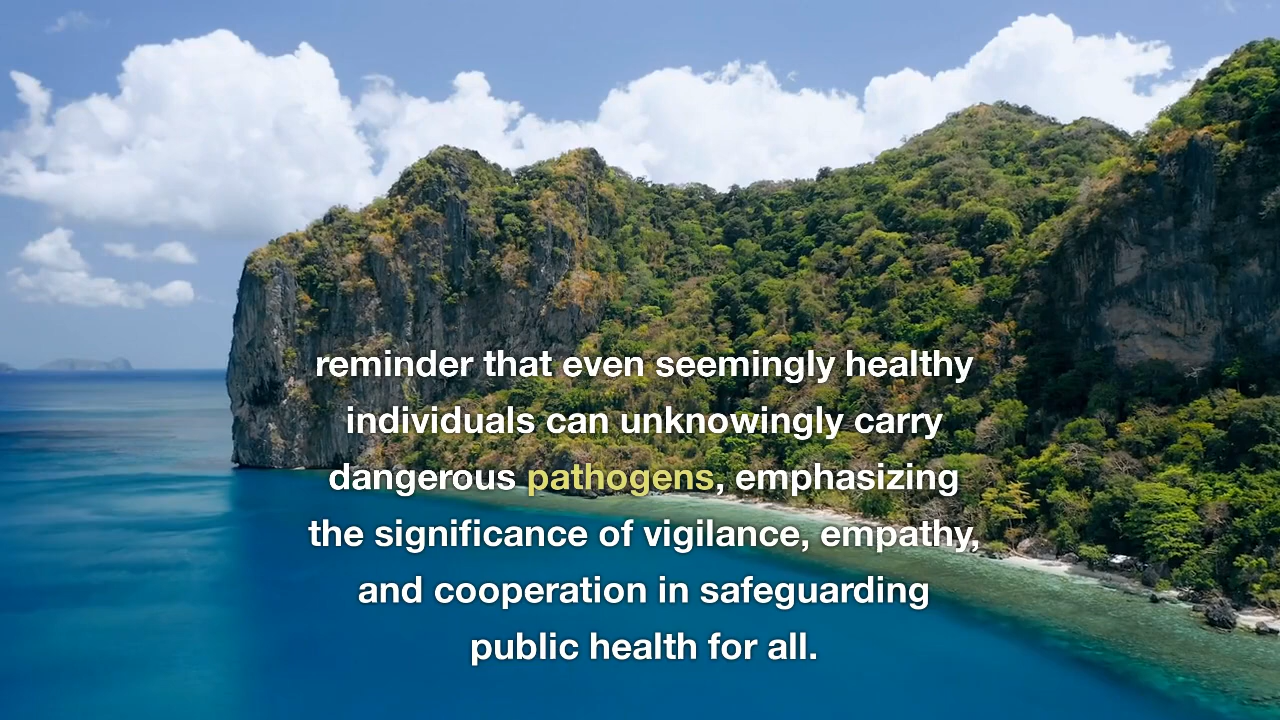 reminder that even seemingly healthy
individuals can unknowingly carry
dangerous pathogens, emphasizing
the significance of vigilance, empathy,
and cooperation in safeguarding
public health for all.